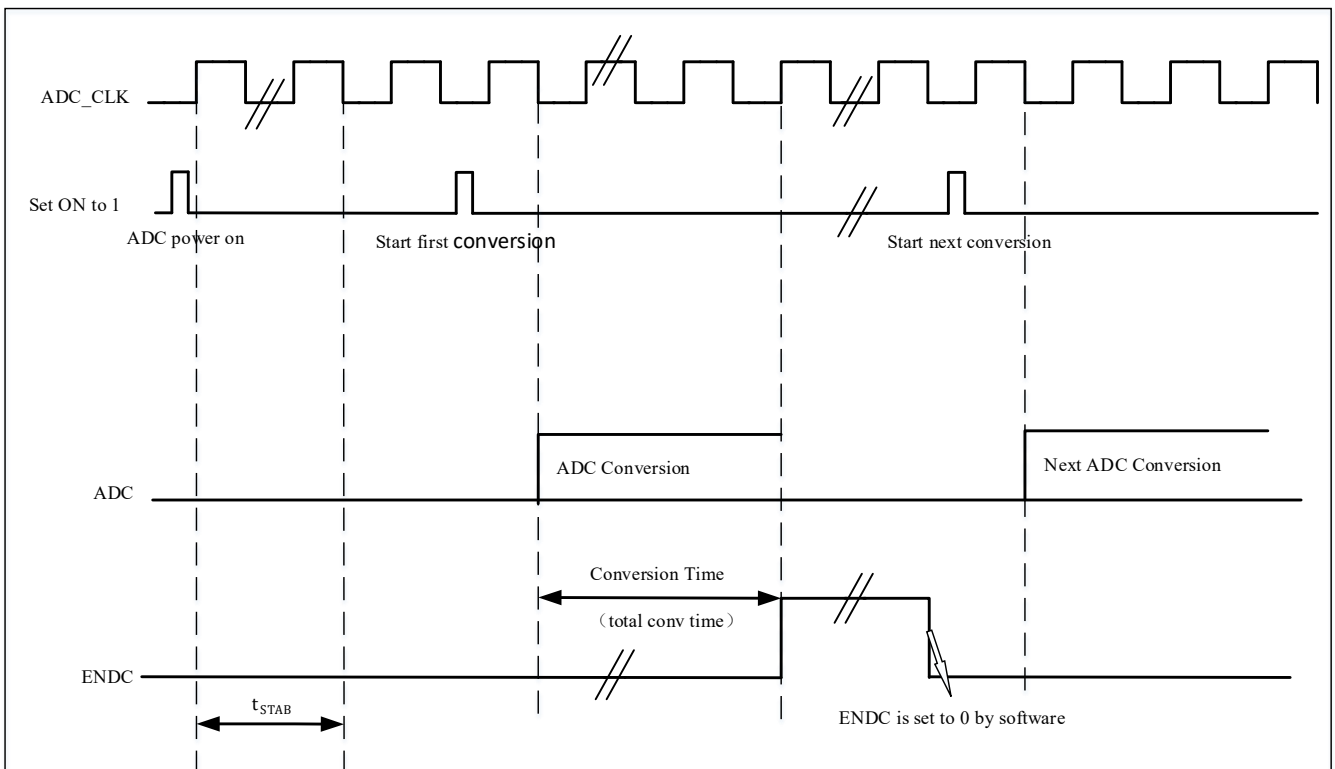 ADC_CLK
Set ON to 1
ADC power on
Start first conversion
Start next conversion
ADC Conversion
Next ADC Conversion
ADC
Conversion Time
（total conv time）
ENDC
tSTAB
ENDC is set to 0 by software